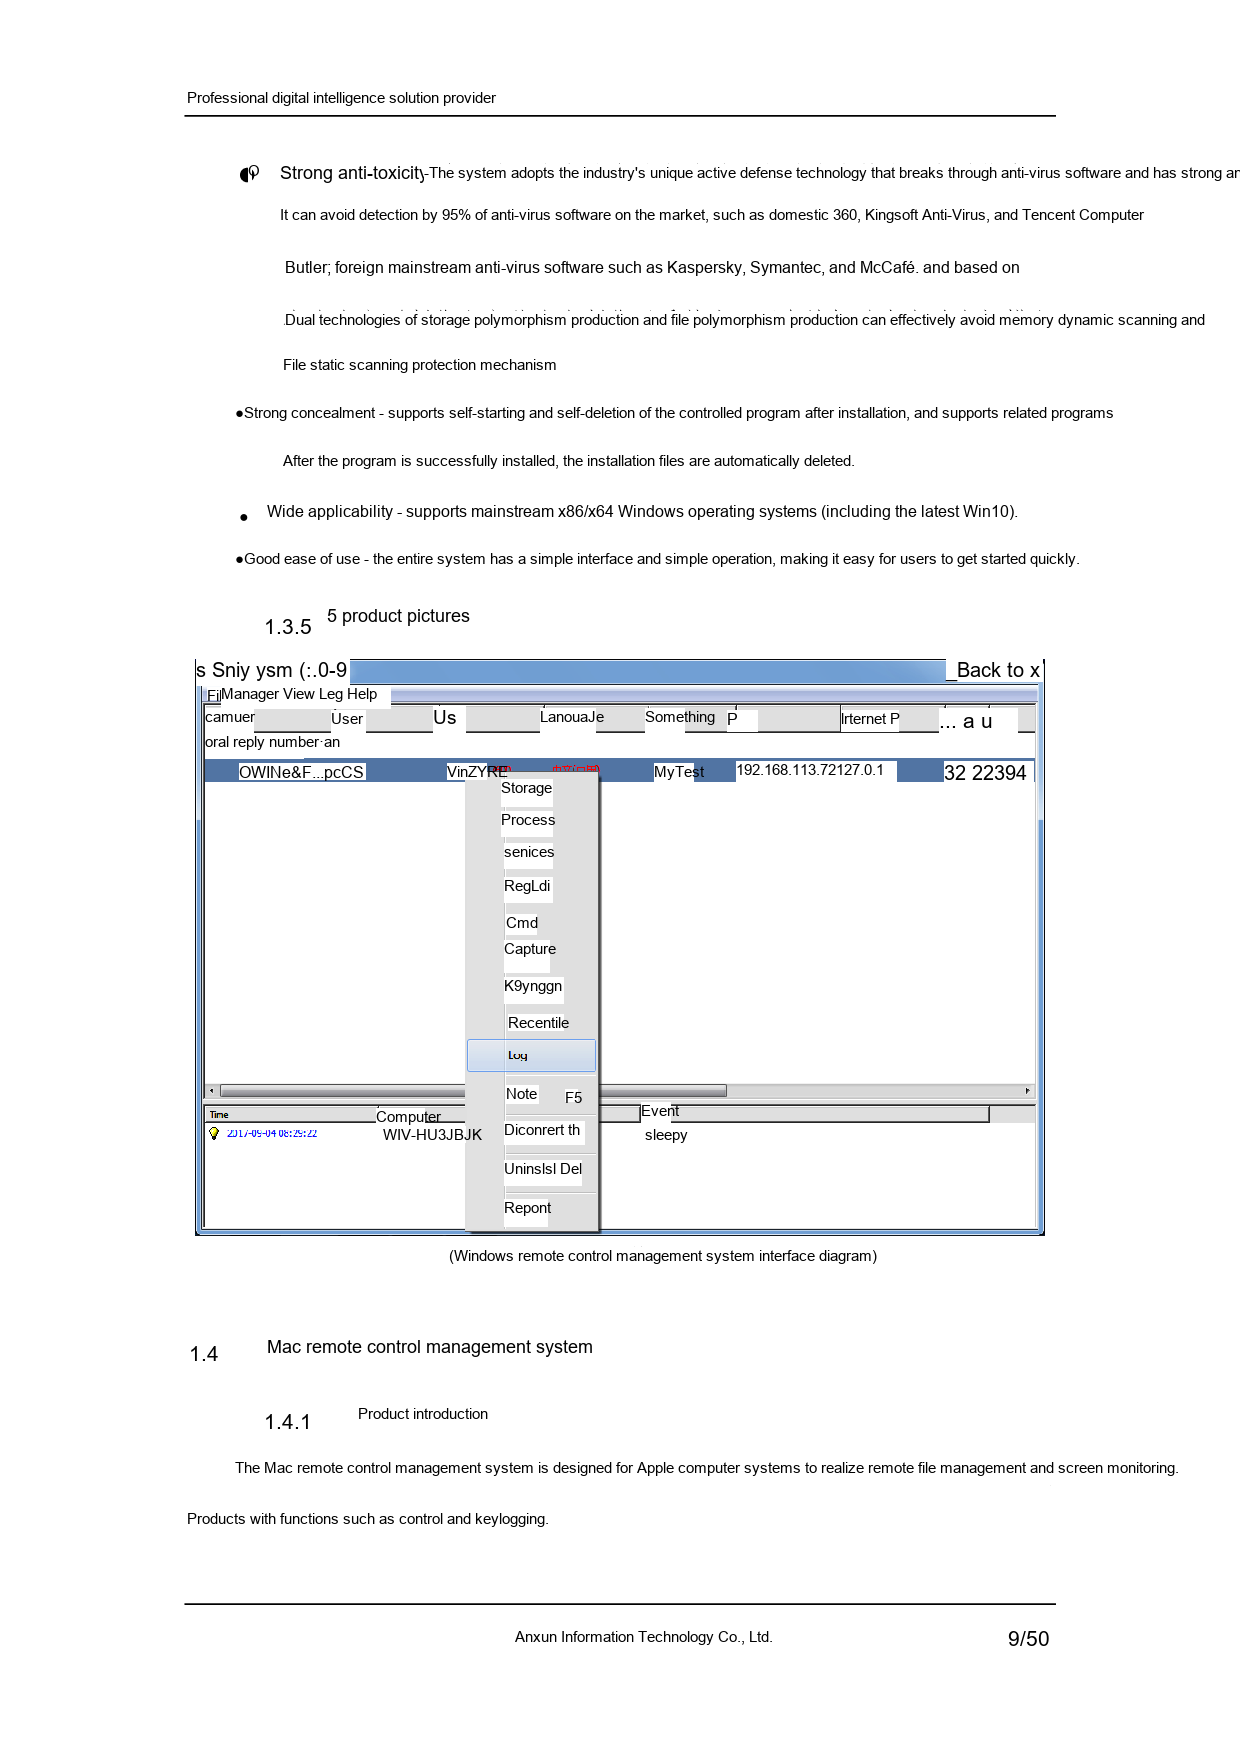 Professional digital intelligence solution provider
Strong anti-toxicity-The system adopts the industry's unique active defense technology that breaks through anti-virus software and has strong an
It can avoid detection by 95% of anti-virus software on the market, such as domestic 360, Kingsoft Anti-Virus, and Tencent Computer
Butler; foreign mainstream anti-virus software such as Kaspersky, Symantec, and McCafé. and based on
Dual technologies of storage polymorphism production and file polymorphism production can effectively avoid memory dynamic scanning and
File static scanning protection mechanism
●Strong concealment - supports self-starting and self-deletion of the controlled program after installation, and supports related programs
After the program is successfully installed, the installation files are automatically deleted.
● Wide applicability - supports mainstream x86/x64 Windows operating systems (including the latest Win10).
●Good ease of use - the entire system has a simple interface and simple operation, making it easy for users to get started quickly.
1.3.5 5 product pictures
s Sniy ysm (:.0-9 _Back to x
Fil Manager View Leg Help
camuer User Us LanouaJe Something P Irternet P ... a u
oral reply number·an
OWINe&F...pcCS VinZYRE MyTest 192.168.113.72127.0.1 32 22394
Storage
Process
senices
RegLdi
Cmd
Capture
K9ynggn
Recentile
Log
Note F5
Time Computer Event
2017-09-04 08:29:22 WIV-HU3JBJK Diconrert th sleepy
Uninslsl Del
Repont
(Windows remote control management system interface diagram)
1.4 Mac remote control management system
1.4.1 Product introduction
The Mac remote control management system is designed for Apple computer systems to realize remote file management and screen monitoring.
Products with functions such as control and keylogging.
Anxun Information Technology Co., Ltd. 9/50